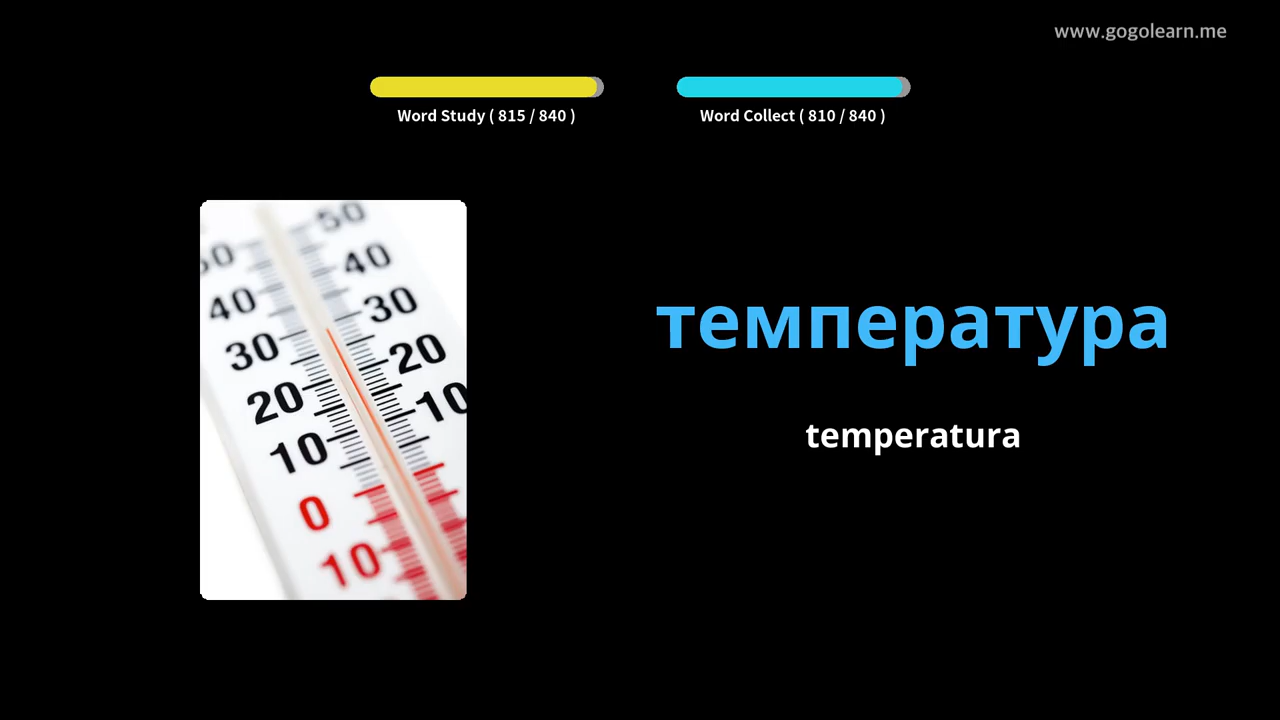 www.gogolearn.me
Word Study ( 815 / 840 )
Word Collect ( 810 / 840 )
50
50
40
40
30
30
20
20
10
10
0
10
температура
temperatura